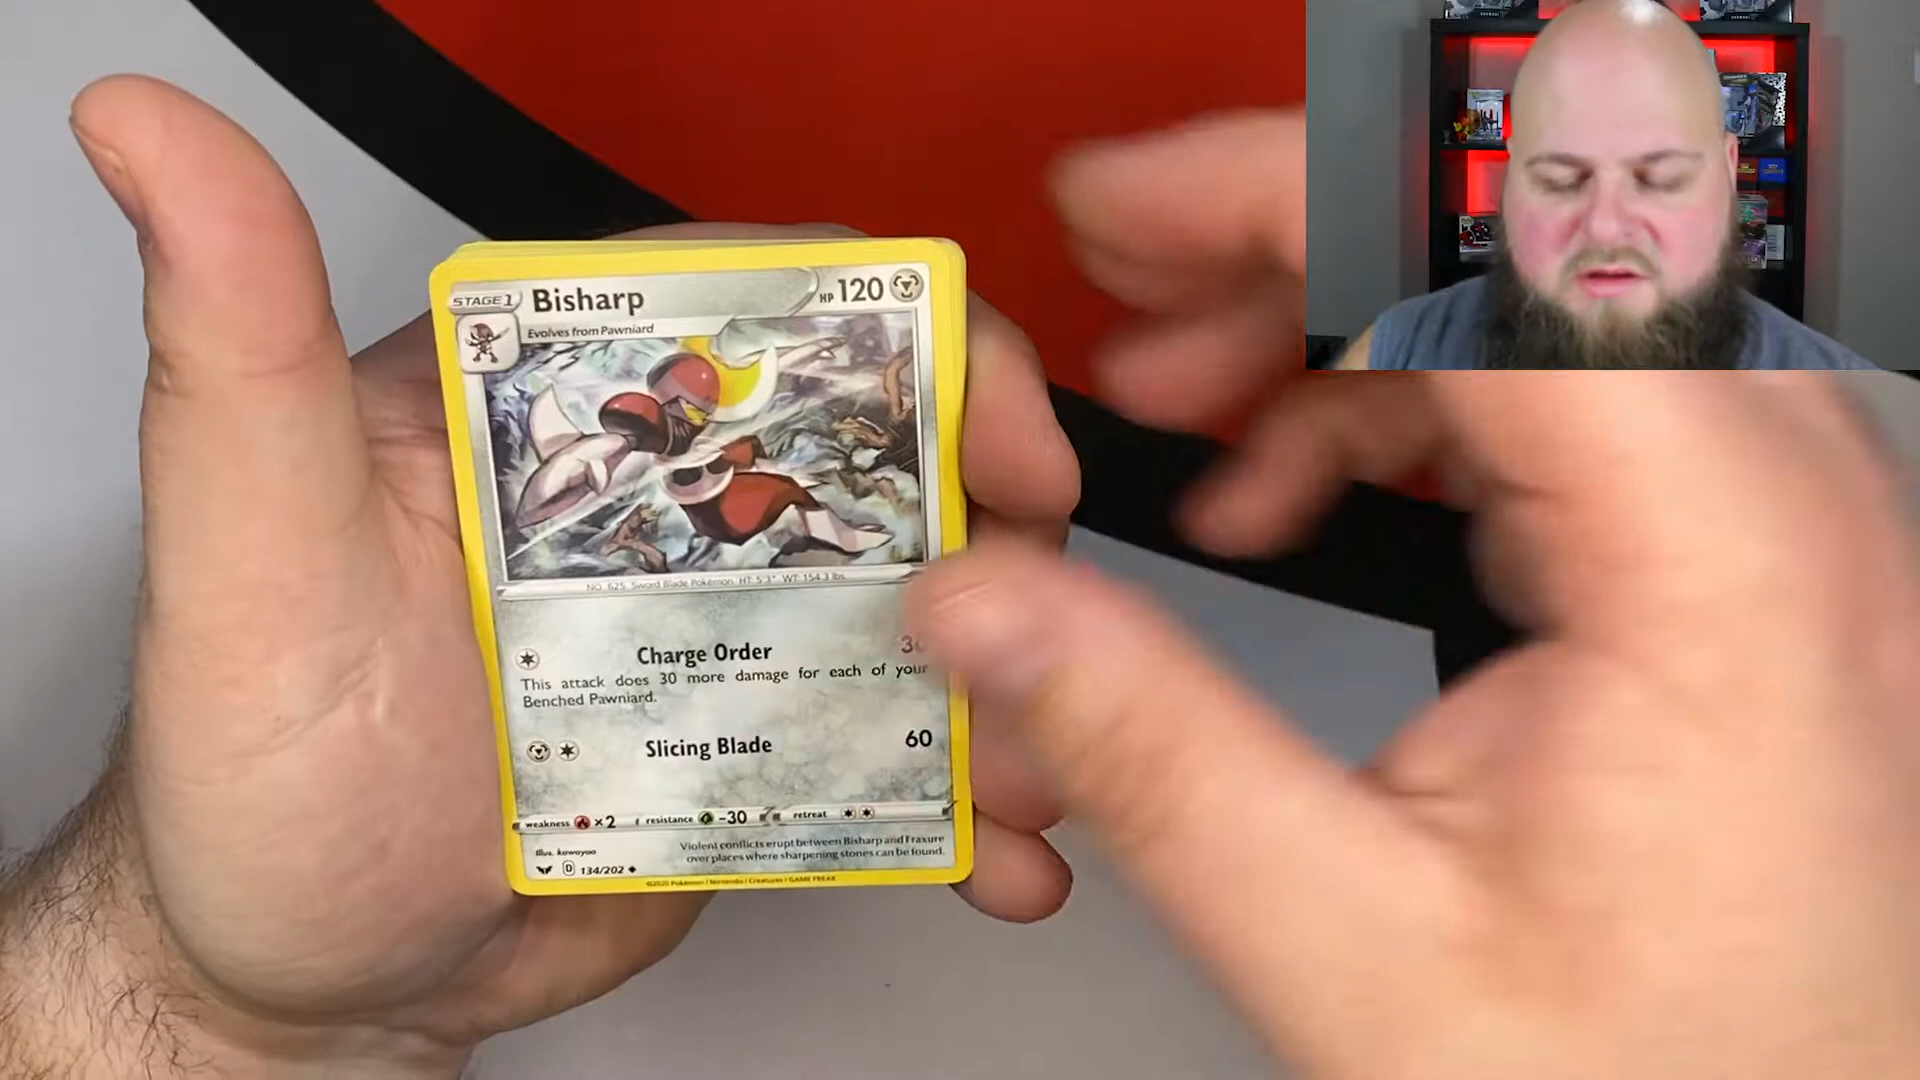 STAGE 1 Bisharp HP 120
Evolves from Pawniard
NO. 625 Sword Blade Pokémon HT: 5'3" WT: 154.3 lbs.
Charge Order 30
This attack does 30 more damage for each of your
Benched Pawniard.
Slicing Blade 60
weakness ×2 resistance -30 retreat
Violent conflicts erupt between Bisharp and Fraxure
over places where sharpening stones can be found.
Illus. kawayoo
D 134/202
©2020 Pokémon / Nintendo / Creatures / GAME FREAK